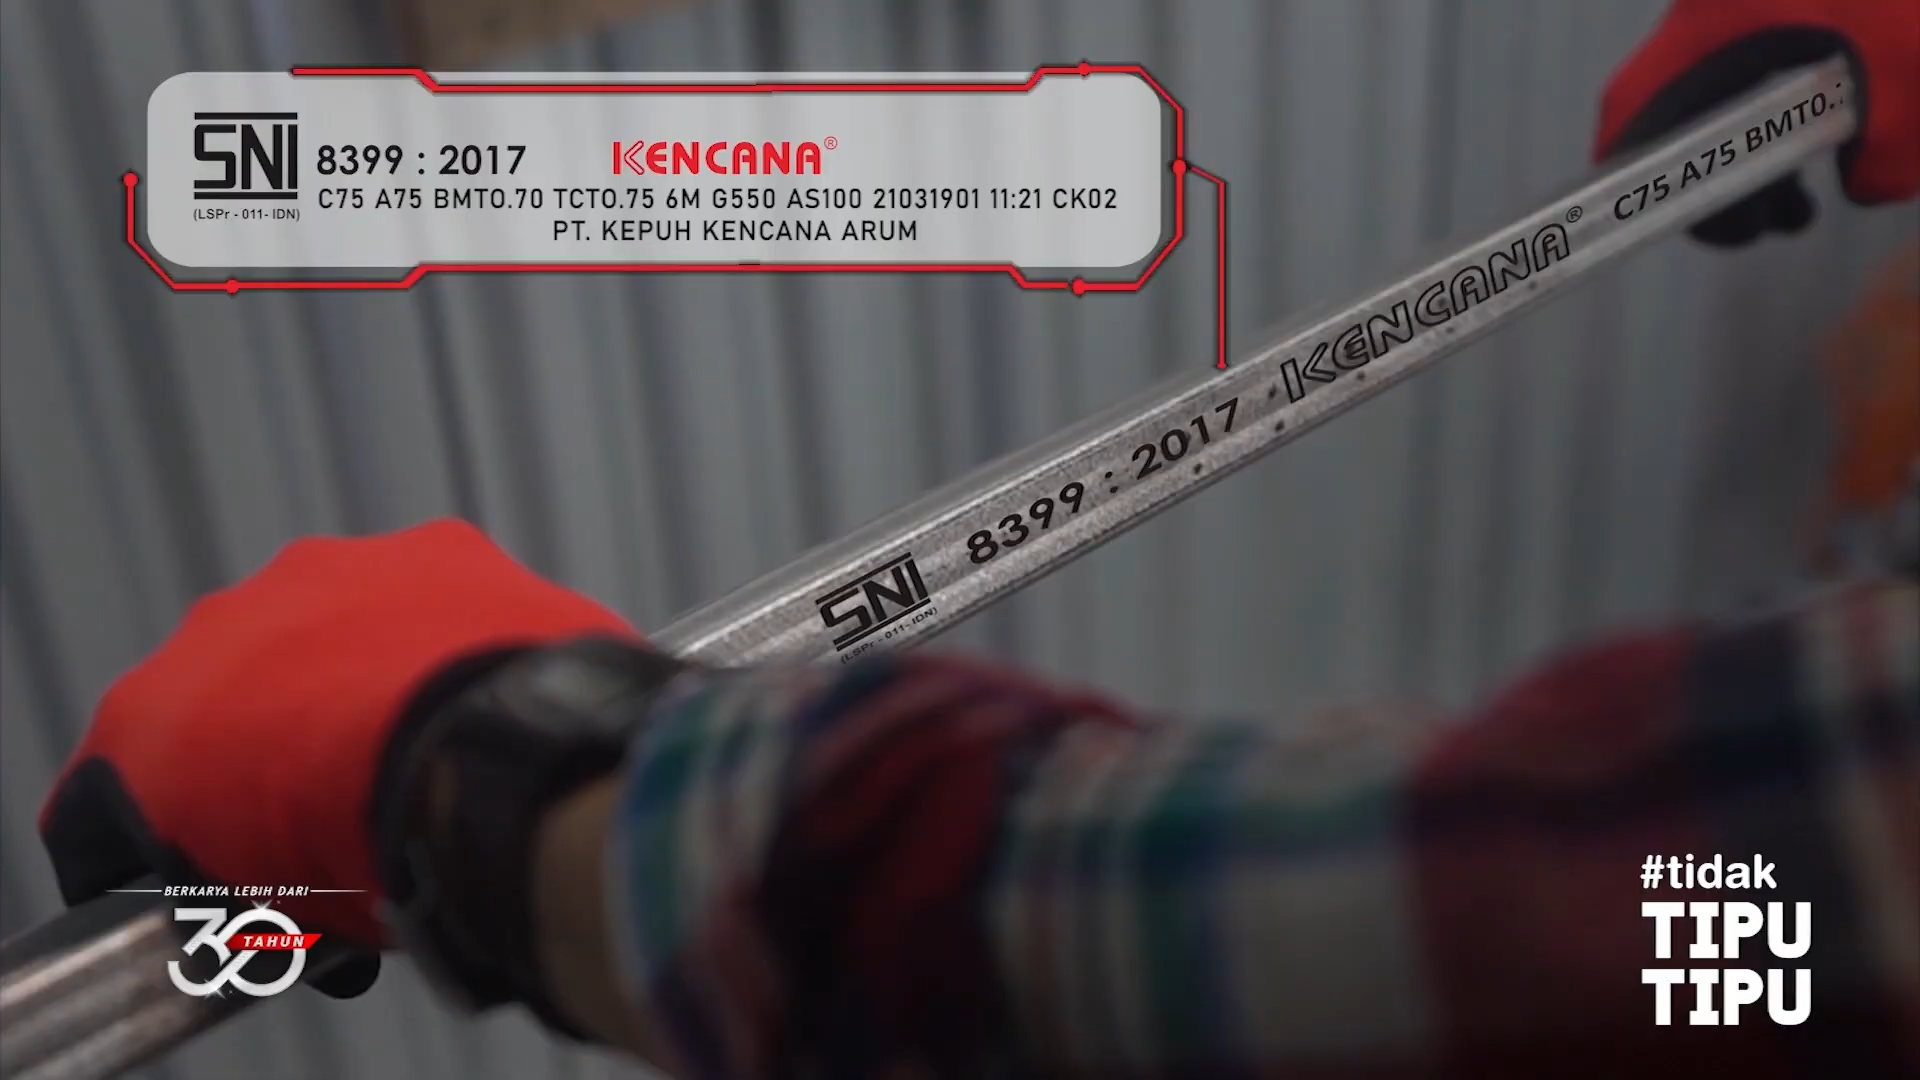 SNI 8399 : 2017 KENCANA®
(LSPr - 011- IDN) C75 A75 BMT0.70 TCT0.75 6M G550 AS100 21031901 11:21 CK02
PT. KEPUH KENCANA ARUM
SNI 8399 : 2017 KENCANA® C75 A75 BMT0.
(LSPr - 011- IDN)
BERKARYA LEBIH DARI
30 TAHUN
#tidak
TIPU
TIPU